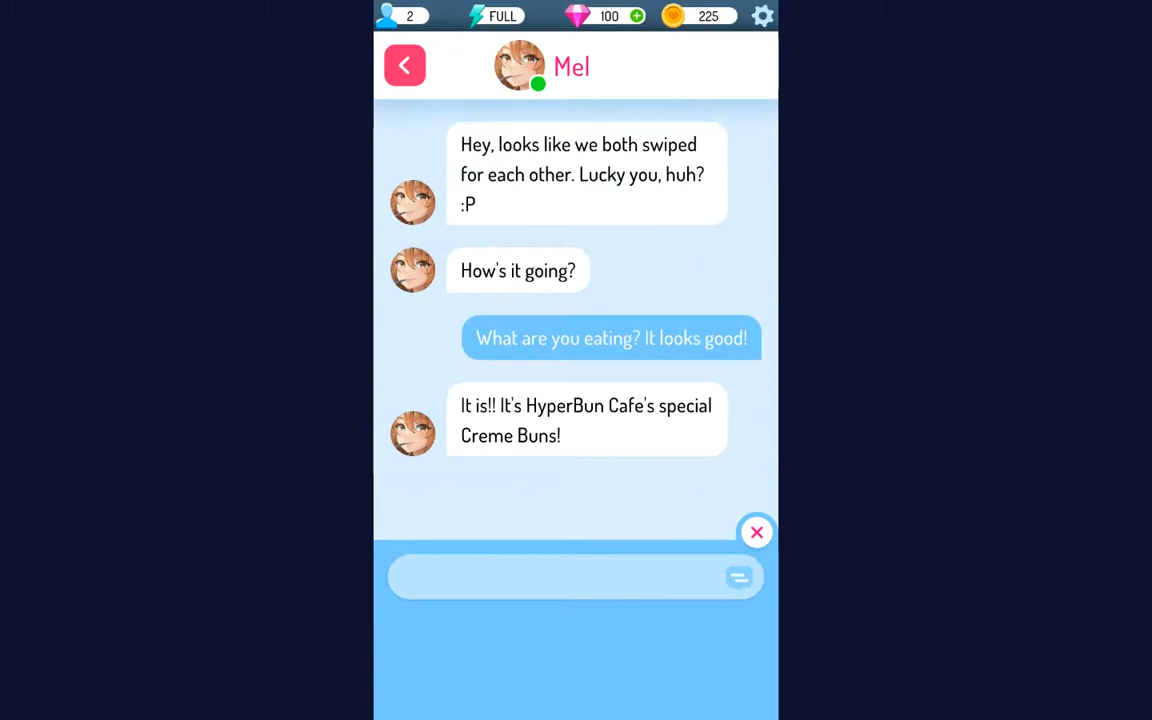 2
FULL
100
225
Mel
Hey, looks like we both swiped
for each other. Lucky you, huh?
:P
How's it going?
What are you eating? It looks good!
It is!! It's HyperBun Cafe's special
Creme Buns!